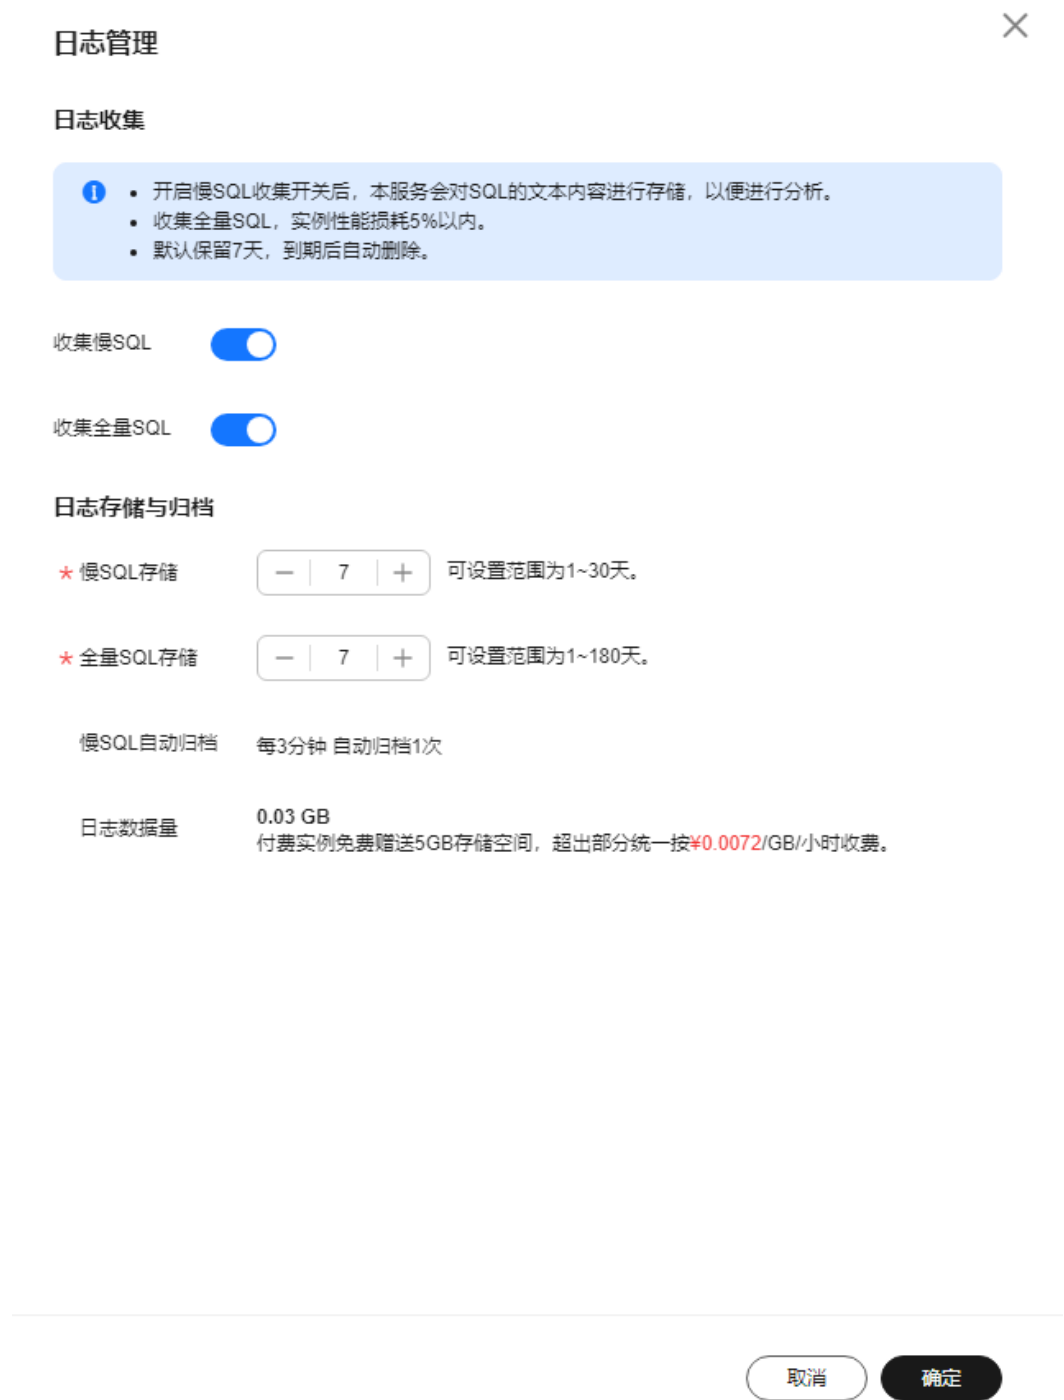 日志管理
日志收集
开启慢SQL收集开关后，本服务会对SQL的文本内容进行存储，以便进行分析。
收集全量SQL，实例性能损耗5%以内。
默认保留7天，到期后自动删除。
收集慢SQL
收集全量SQL
日志存储与归档
* 慢SQL存储 — 7 + 可设置范围为1~30天。
* 全量SQL存储 — 7 + 可设置范围为1~180天。
慢SQL自动归档 每3分钟 自动归档1次
日志数据量 0.03 GB
付费实例免费赠送5GB存储空间，超出部分统一按¥0.0072/GB/小时收费。
取消 确定